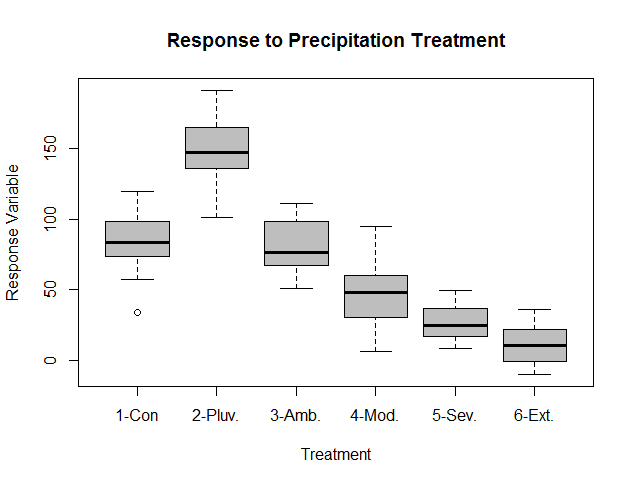 Response to Precipitation Treatment
Response Variable
150
100
50
0
1-Con 2-Pluv. 3-Amb. 4-Mod. 5-Sev. 6-Ext.
Treatment